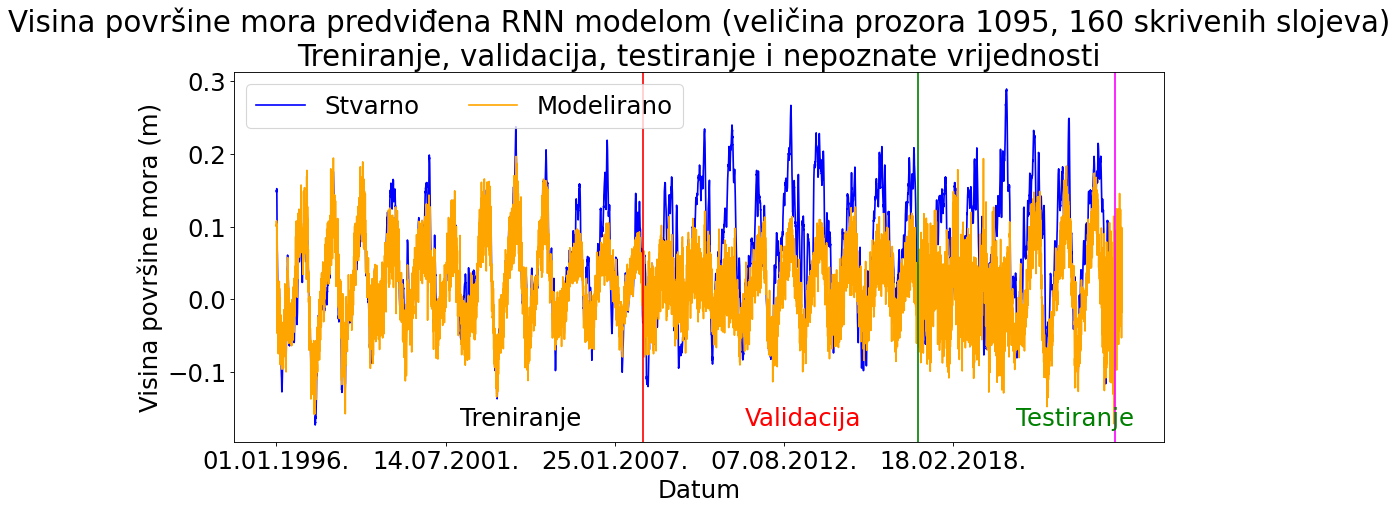 Visina površine mora predviđena RNN modelom (veličina prozora 1095, 160 skrivenih slojeva)
Treniranje, validacija, testiranje i nepoznate vrijednosti
Stvarno
Modelirano
Visina površine mora (m)
0.3
0.2
0.1
0.0
−0.1
Treniranje
Validacija
Testiranje
01.01.1996.
14.07.2001.
25.01.2007.
07.08.2012.
18.02.2018.
Datum